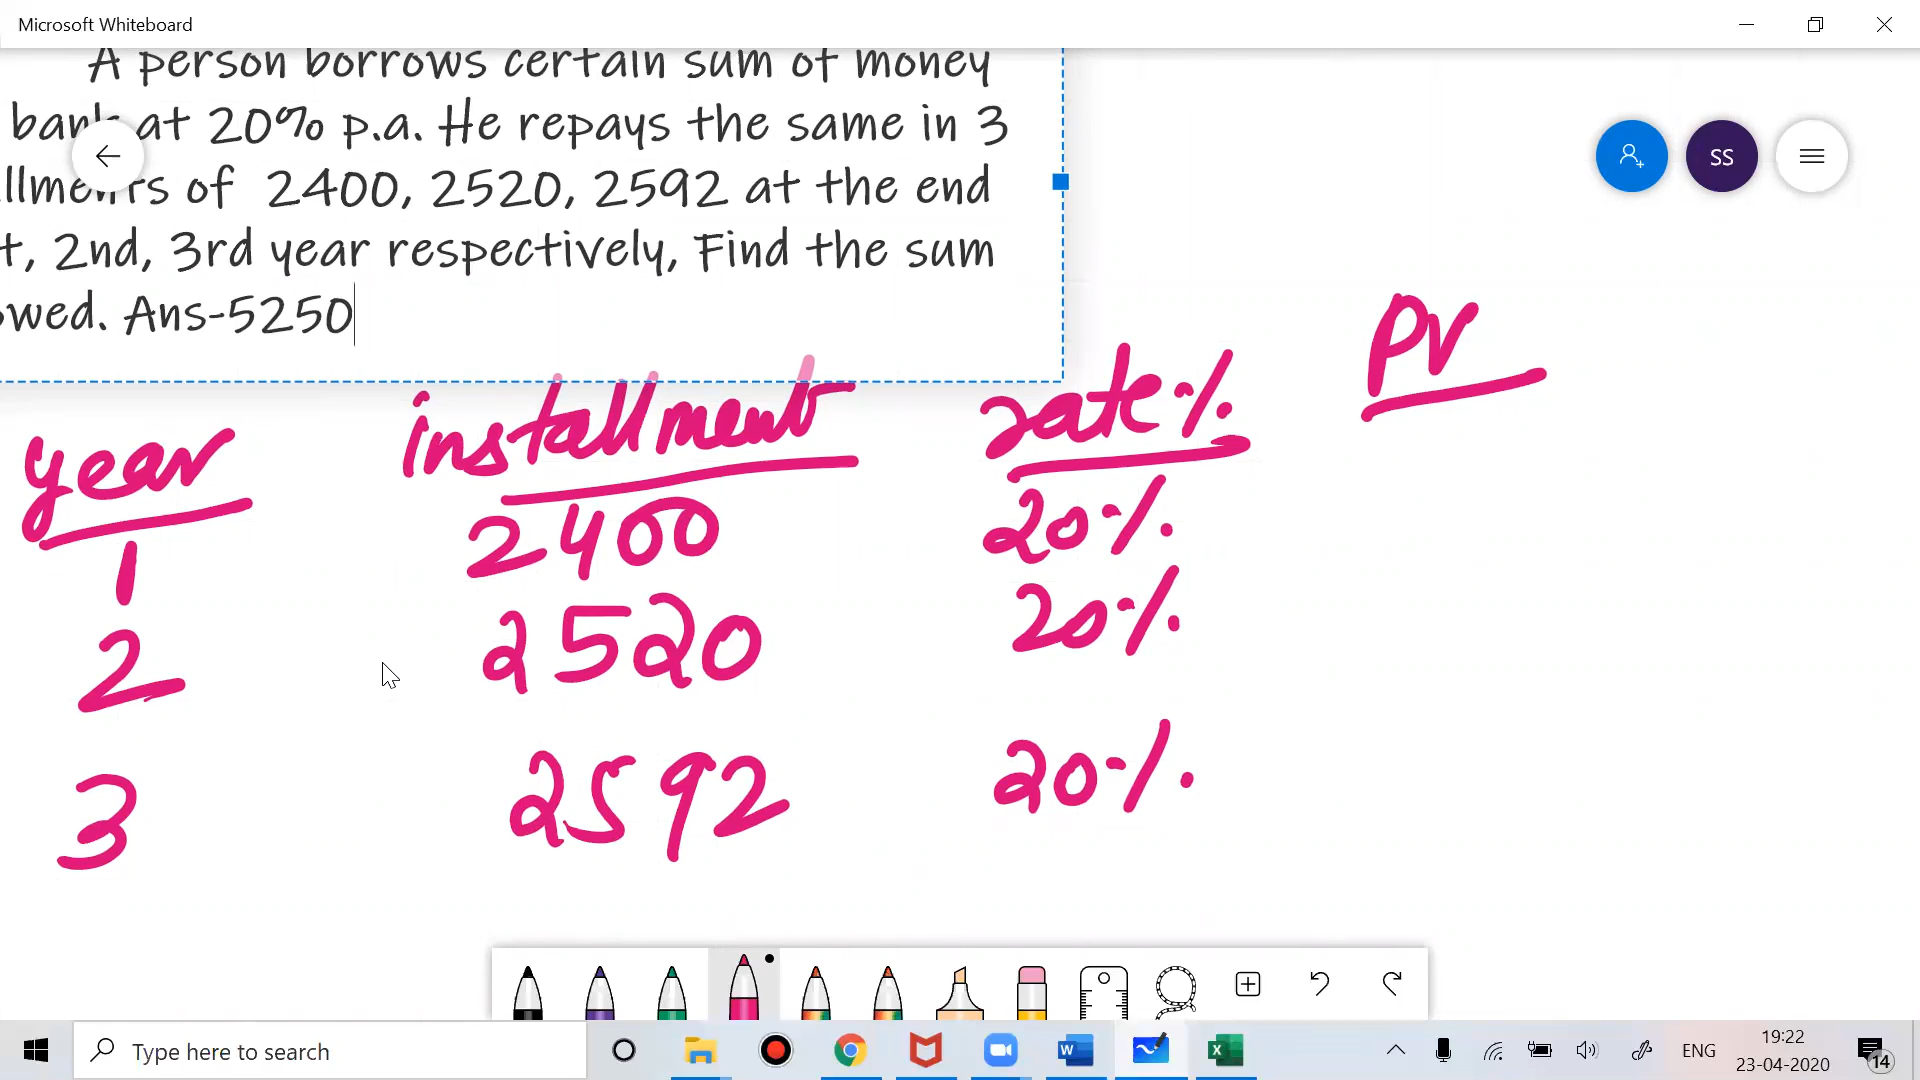 Microsoft Whiteboard
A person borrows certain sum of money
bank at 20% p.a. He repays the same in 3
llments of 2400, 2520, 2592 at the end
t, 2nd, 3rd year respectively, Find the sum
owed. Ans-5250
SS
year installment rate% PV
1 2400 20%
2 2520 20%
3 2592 20%
Type here to search
ENG
19:22
23-04-2020
14